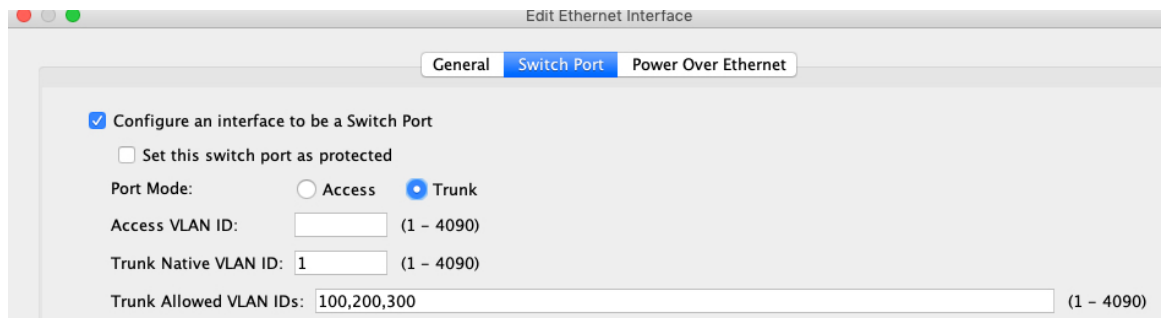 Edit Ethernet Interface
General Switch Port Power Over Ethernet
Configure an interface to be a Switch Port
Set this switch port as protected
Port Mode: Access Trunk
Access VLAN ID: (1 – 4090)
Trunk Native VLAN ID: 1 (1 – 4090)
Trunk Allowed VLAN IDs: 100,200,300 (1 – 4090)